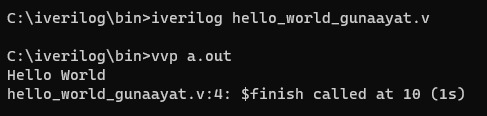 C:\iverilog\bin>iverilog hello_world_gunaayat.v
C:\iverilog\bin>vvp a.out
Hello World
hello_world_gunaayat.v:4: $finish called at 10 (1s)